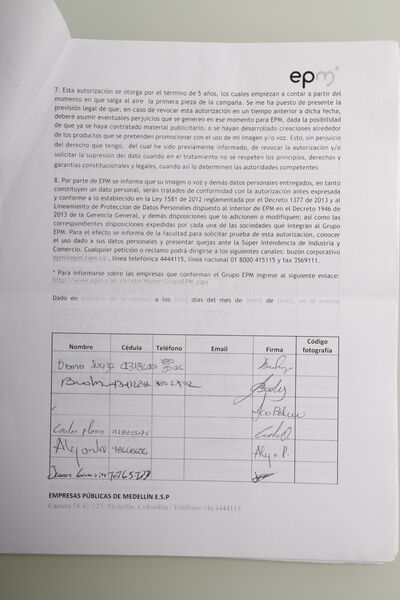 epm
7. Esta autorización se otorga por el término de 5 años, los cuales empiezan a contar a partir del
momento en que salga al aire la primera pieza de la campaña. Se me ha puesto de presente la
previsión legal de que, en caso de revocar esta autorización en un tiempo anterior a dicha fecha,
debere asumir eventuales perjuicios que se generen en ese momento para EPM, dada la posibilidad
de que ya se haya contratado material publicitario, o se hayan desarrollado creaciones alrededor
de los productos que se pretenden promocionar con el uso de mi imagen y/o voz. Esto, sin perjuicio
del derecho que tengo, del cual he sido previamente informado, de revocar la autorización y/o
solicitar la supresión del dato cuando en el tratamiento no se respeten los principios, derechos y
garantías constitucionales y legales, cuando así lo determinen las autoridades competentes
8. Por parte de EPM se informa que su imagen o voz y demás datos personales entregados, en tanto
constituyen un dato personal, serán tratados de conformidad con la autorización antes expresada
y conforme a lo establecido en la Ley 1581 de 2012 reglamentada por el Decreto 1377 de 2013 y al
Lineamiento de Protección de Datos Personales dispuesto al interior de EPM en el Decreto 1946 de
2013 de la Gerencia General, y demás disposiciones que lo adicionen o modifiquen; así como las
correspondientes disposiciones expedidas por cada una de las sociedades que integran al Grupo
EPM. Para el efecto se informa de la facultad para solicitar prueba de esta autorización, conocer
el uso dado a sus datos personales y presentar quejas ante la Súper Intendencia de Industria y
Comercio. Cualquier petición o reclamo podrá dirigirse a los siguientes canales: buzón corporativo
epm@epm.com.co, línea telefónica 4444115, línea nacional 01 8000 415115 y fax 3569111.
* Para informarse sobre las empresas que conforman el Grupo EPM ingrese al siguiente enlace:
http://www.epm.com.co/site/Home/GrupoEPM.aspx
Dado en a los días del mes de de
Nombre Cédula Teléfono Email Firma Código fotografía
Carlos 1128625175
Alejandro
EMPRESAS PÚBLICAS DE MEDELLÍN E.S.P
Carrera 58 42-125. Medellín, Colombia / Teléfono: (4) 4444115